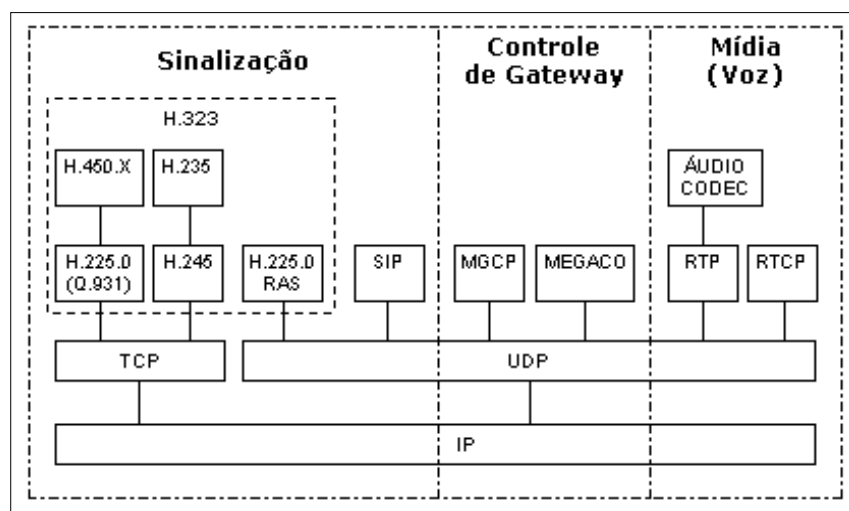 Sinalização
Controle
de Gateway
Mídia
(Voz)
H.323
H.450.X
H.235
ÁUDIO
CODEC
H.225.0
(Q.931)
H.245
H.225.0
RAS
SIP
MGCP
MEGACO
RTP
RTCP
TCP
UDP
IP